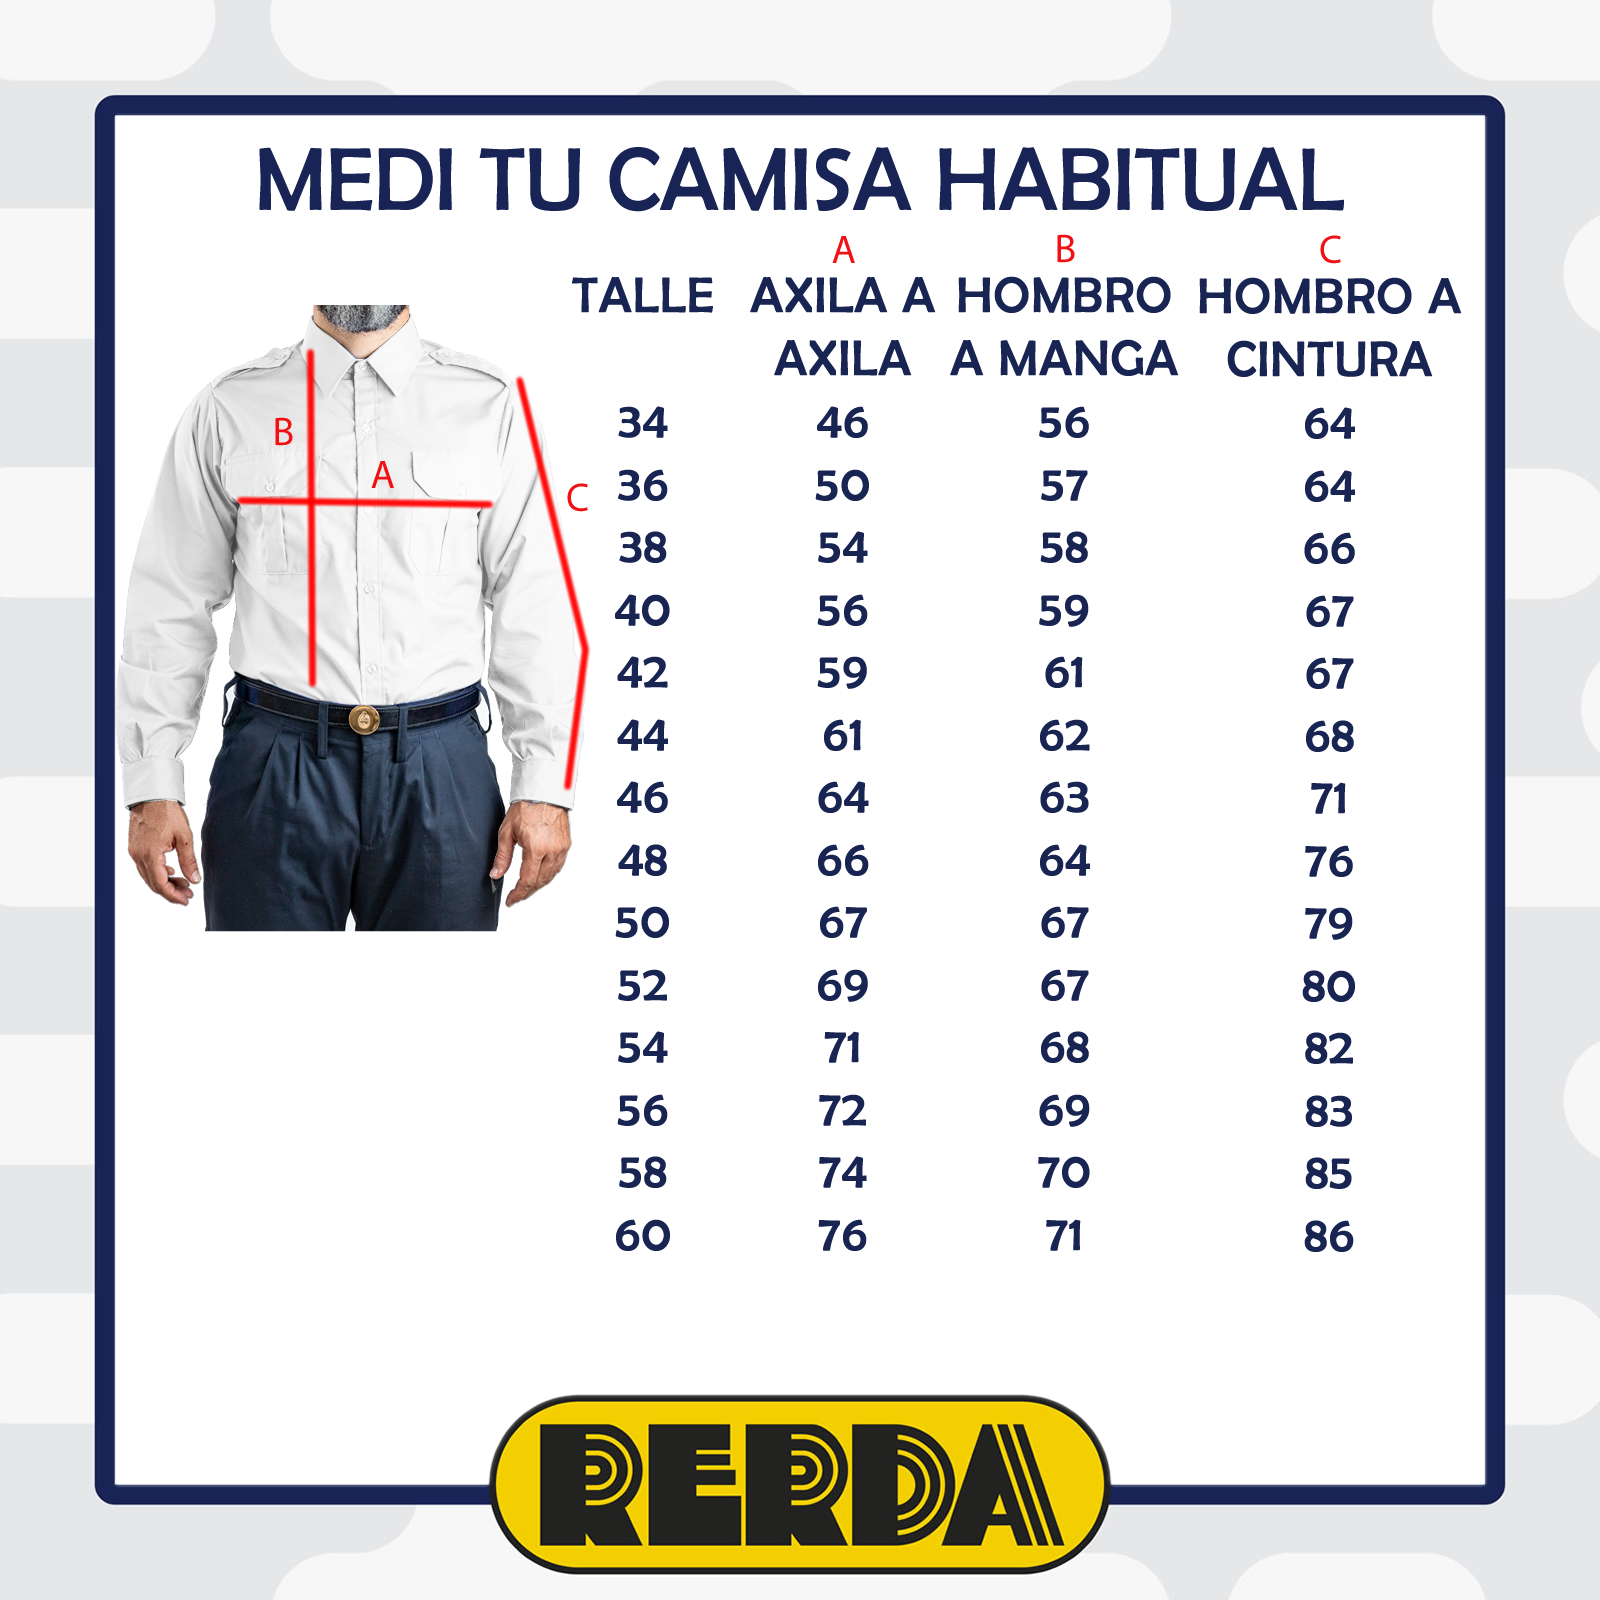 MEDI TU CAMISA HABITUAL
A B C
TALLE AXILA A HOMBRO HOMBRO A
AXILA A MANGA CINTURA
B
A
C
34 46 56 64
36 50 57 64
38 54 58 66
40 56 59 67
42 59 61 67
44 61 62 68
46 64 63 71
48 66 64 76
50 67 67 79
52 69 67 80
54 71 68 82
56 72 69 83
58 74 70 85
60 76 71 86
RERDA